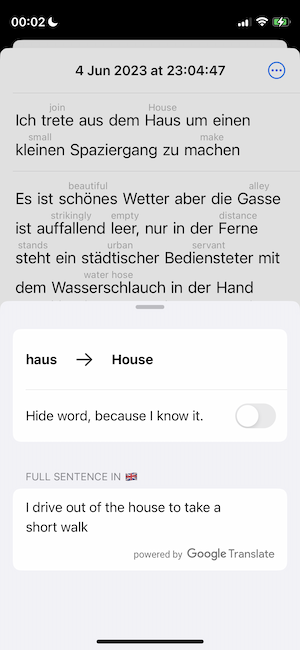 00:02
4 Jun 2023 at 23:04:47
join House
Ich trete aus dem Haus um einen
small make
kleinen Spaziergang zu machen
beautiful alley
Es ist schönes Wetter aber die Gasse
strikingly empty distance
ist auffallend leer, nur in der Ferne
stands urban servant
steht ein städtischer Bediensteter mit
water hose
dem Wasserschlauch in der Hand
haus → House
Hide word, because I know it.
FULL SENTENCE IN 🇬🇧
I drive out of the house to take a
short walk
powered by Google Translate